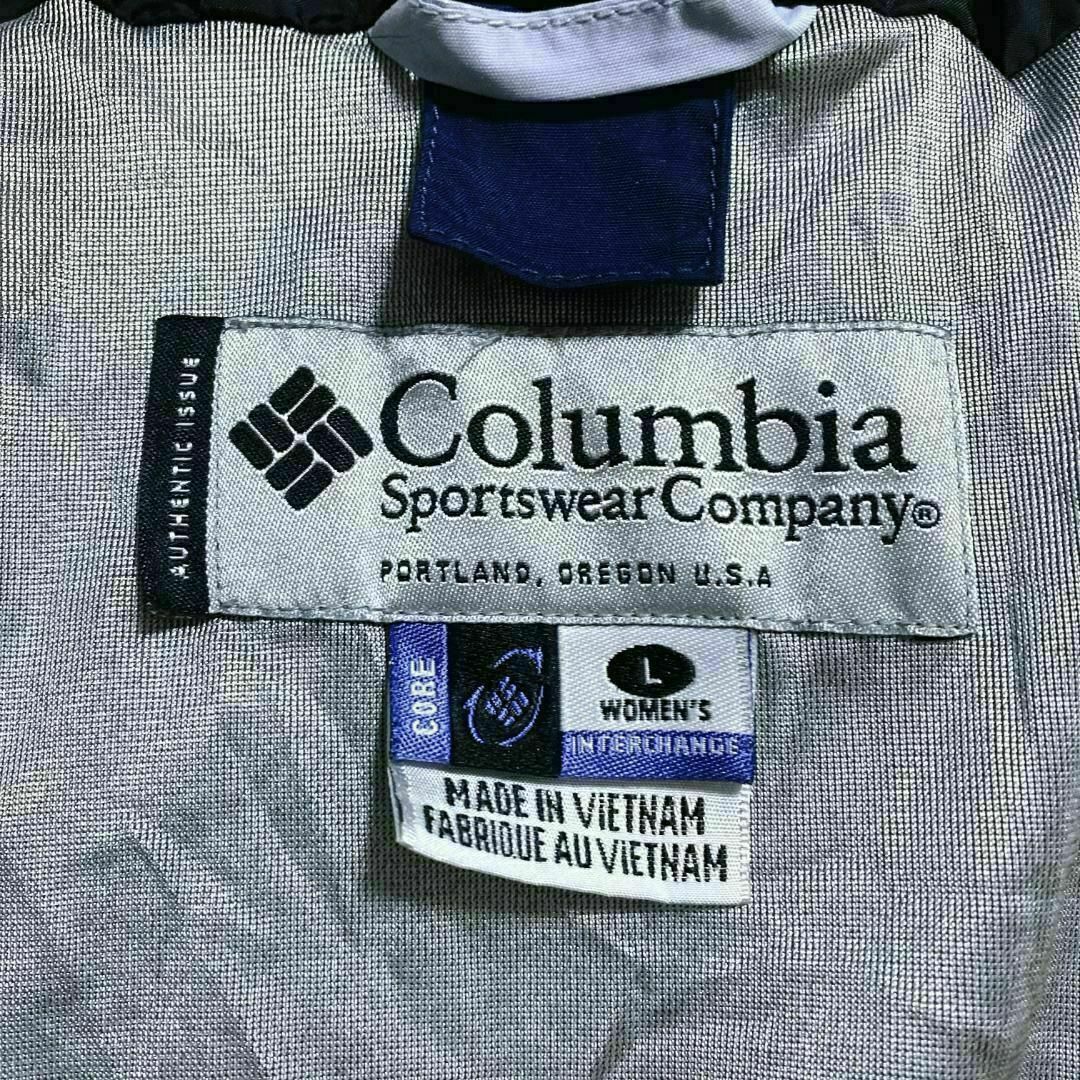 AUTHENTIC ISSUE
Columbia
Sportswear Company®
PORTLAND, OREGON U.S.A
CORE
L
WOMEN'S
INTERCHANGE
MADE IN VIETNAM
FABRIQUE AU VIETNAM